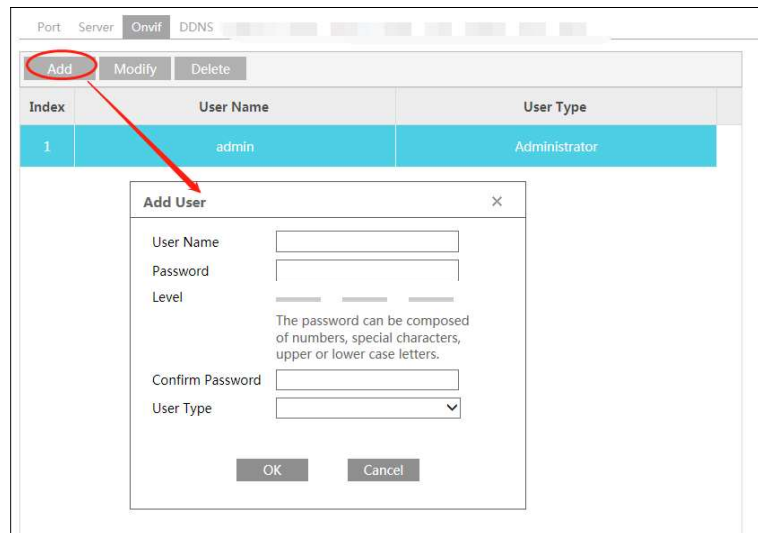 Port Server Onvif DDNS
Add Modify Delete
Index User Name User Type
1 admin Administrator
Add User ×
User Name
Password
Level
The password can be composed
of numbers, special characters,
upper or lower case letters.
Confirm Password
User Type
OK Cancel